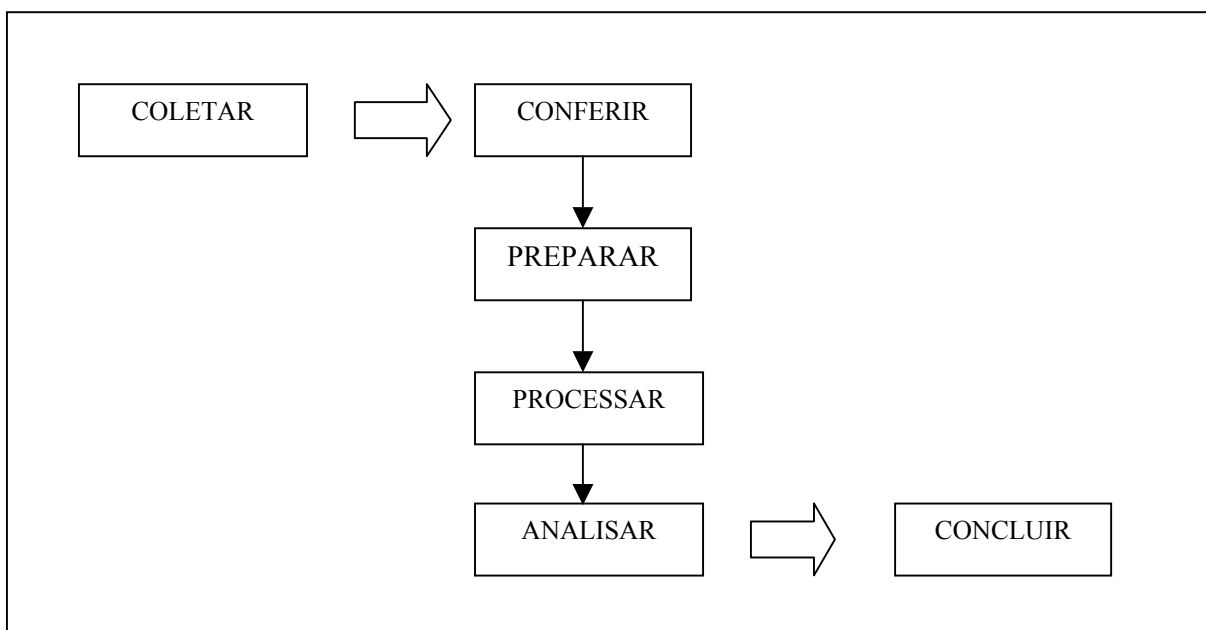 COLETAR
CONFERIR
PREPARAR
PROCESSAR
ANALISAR
CONCLUIR